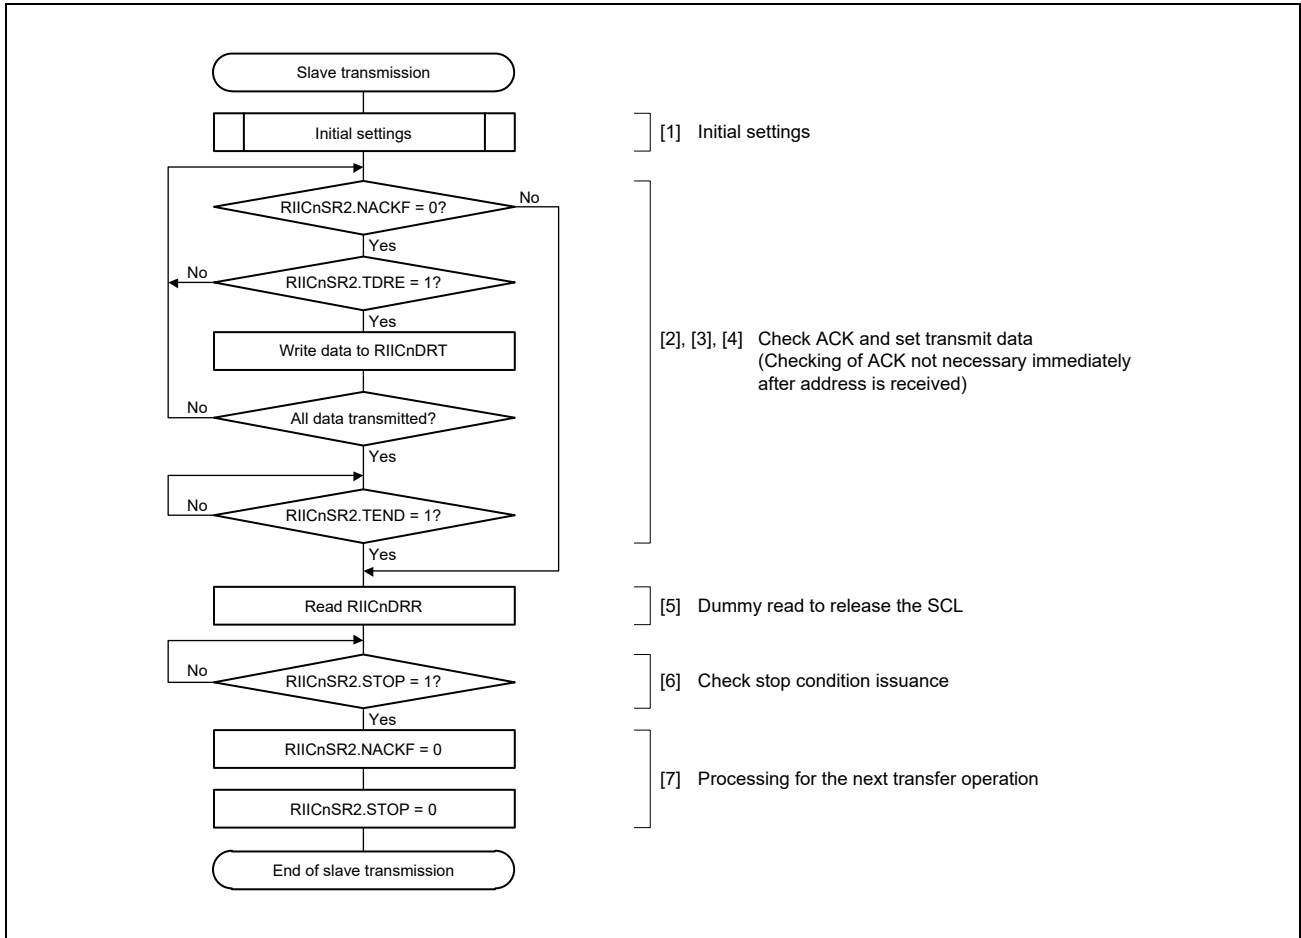 Slave transmission
Initial settings
[1] Initial settings
RIICnSR2.NACKF = 0?
No
Yes
RIICnSR2.TDRE = 1?
No
Yes
Write data to RIICnDRT
[2], [3], [4] Check ACK and set transmit data
(Checking of ACK not necessary immediately
after address is received)
All data transmitted?
No
Yes
RIICnSR2.TEND = 1?
No
Yes
Read RIICnDRR
[5] Dummy read to release the SCL
RIICnSR2.STOP = 1?
No
[6] Check stop condition issuance
Yes
RIICnSR2.NACKF = 0
[7] Processing for the next transfer operation
RIICnSR2.STOP = 0
End of slave transmission